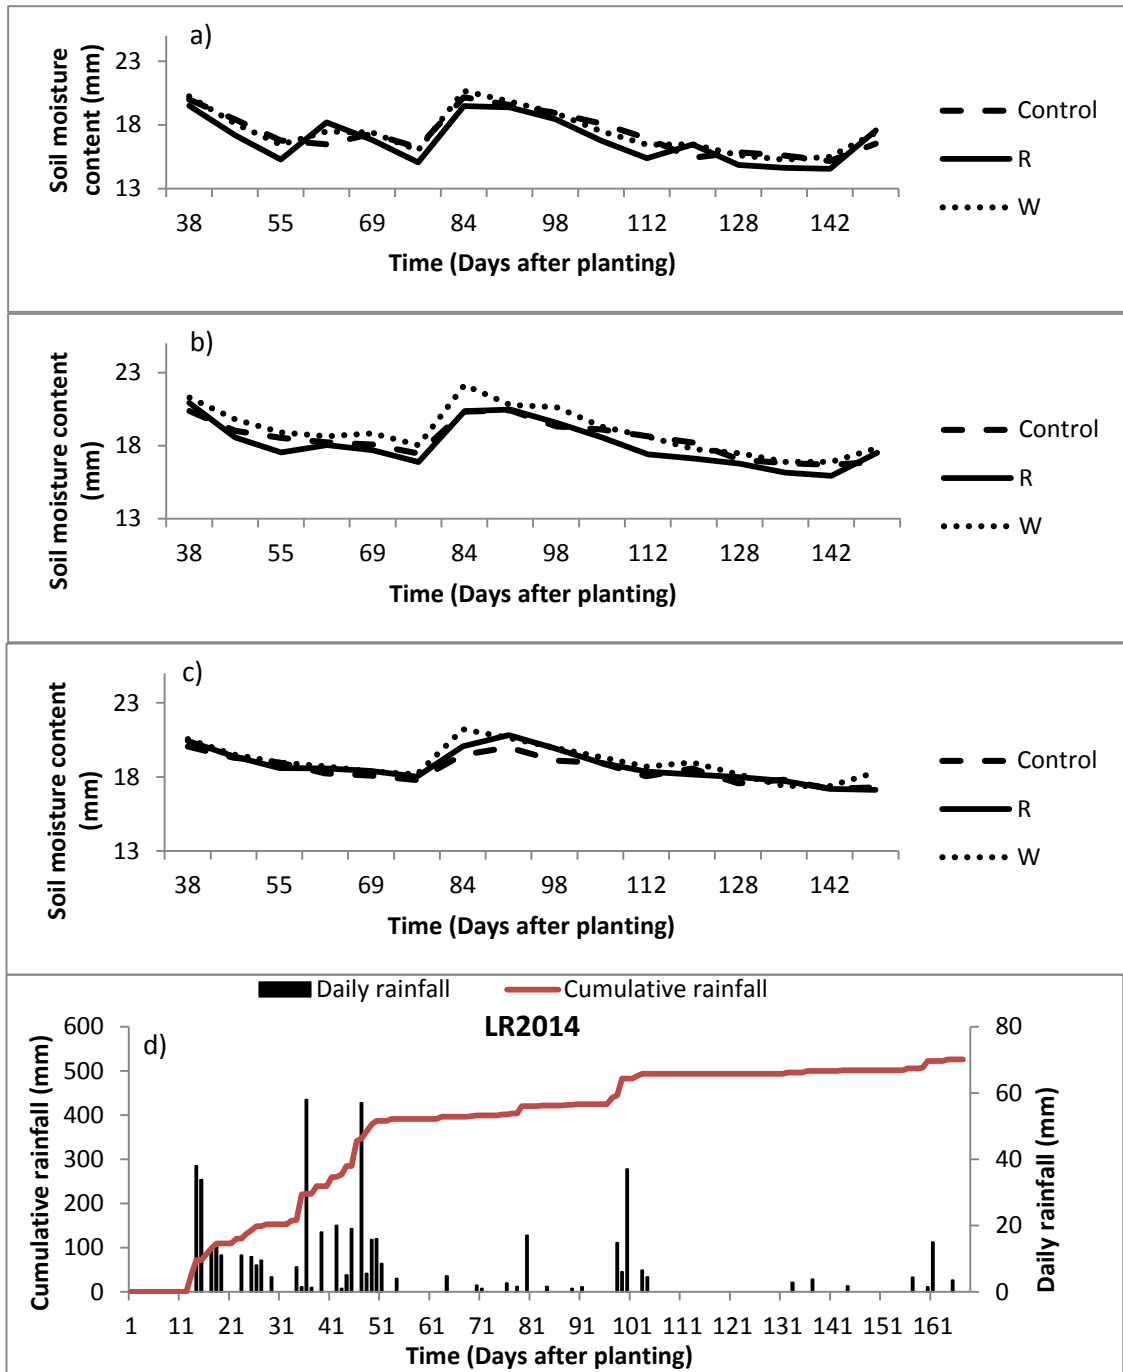 a)
Soil moisture
content (mm)
23
18
13
38 55 69 84 98 112 128 142
Time (Days after planting)
Control
R
W
b)
Soil moisture content
(mm)
23
18
13
38 55 69 84 98 112 128 142
Time (Days after planting)
Control
R
W
c)
Soil moisture content
(mm)
23
18
13
38 55 69 84 98 112 128 142
Time (Days after planting)
Control
R
W
Daily rainfall Cumulative rainfall
LR2014
d)
Cumulative rainfall (mm)
600
500
400
300
200
100
0
80
60
40
20
0
Daily rainfall (mm)
1 11 21 31 41 51 61 71 81 91 101 111 121 131 141 151 161
Time (Days after planting)